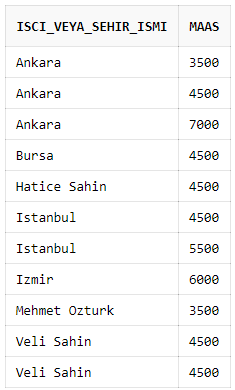 ISCI_VEYA_SEHIR_ISMI MAAS
Ankara 3500
Ankara 4500
Ankara 7000
Bursa 4500
Hatice Sahin 4500
Istanbul 4500
Istanbul 5500
Izmir 6000
Mehmet Ozturk 3500
Veli Sahin 4500
Veli Sahin 4500